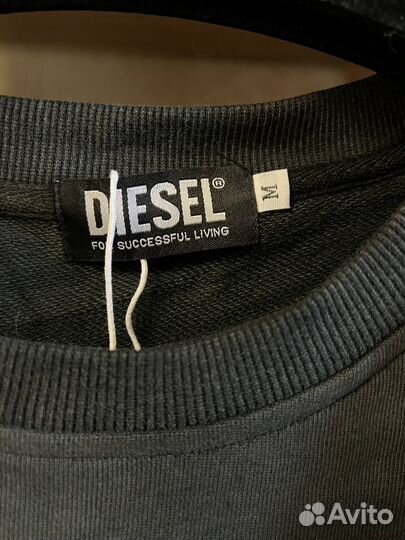 DIESEL®
M
FOR SUCCESSFUL LIVING
Avito